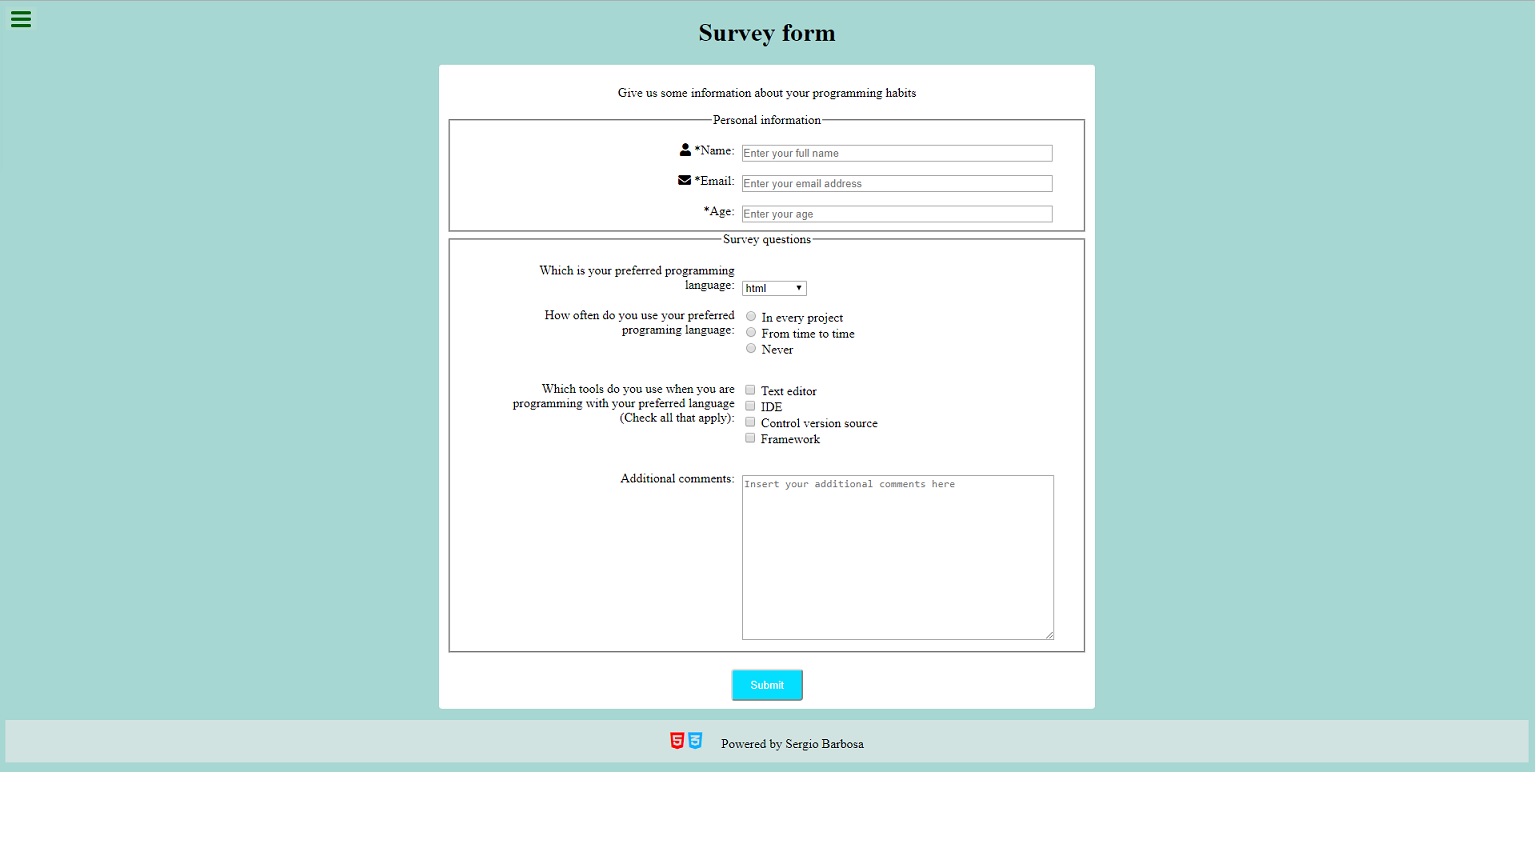 Survey form
Give us some information about your programming habits
Personal information
*Name: Enter your full name
*Email: Enter your email address
*Age: Enter your age
Survey questions
Which is your preferred programming
language: html
How often do you use your preferred
programing language:
In every project
From time to time
Never
Which tools do you use when you are
programming with your preferred language
(Check all that apply):
Text editor
IDE
Control version source
Framework
Additional comments: Insert your additional comments here
Submit
Powered by Sergio Barbosa